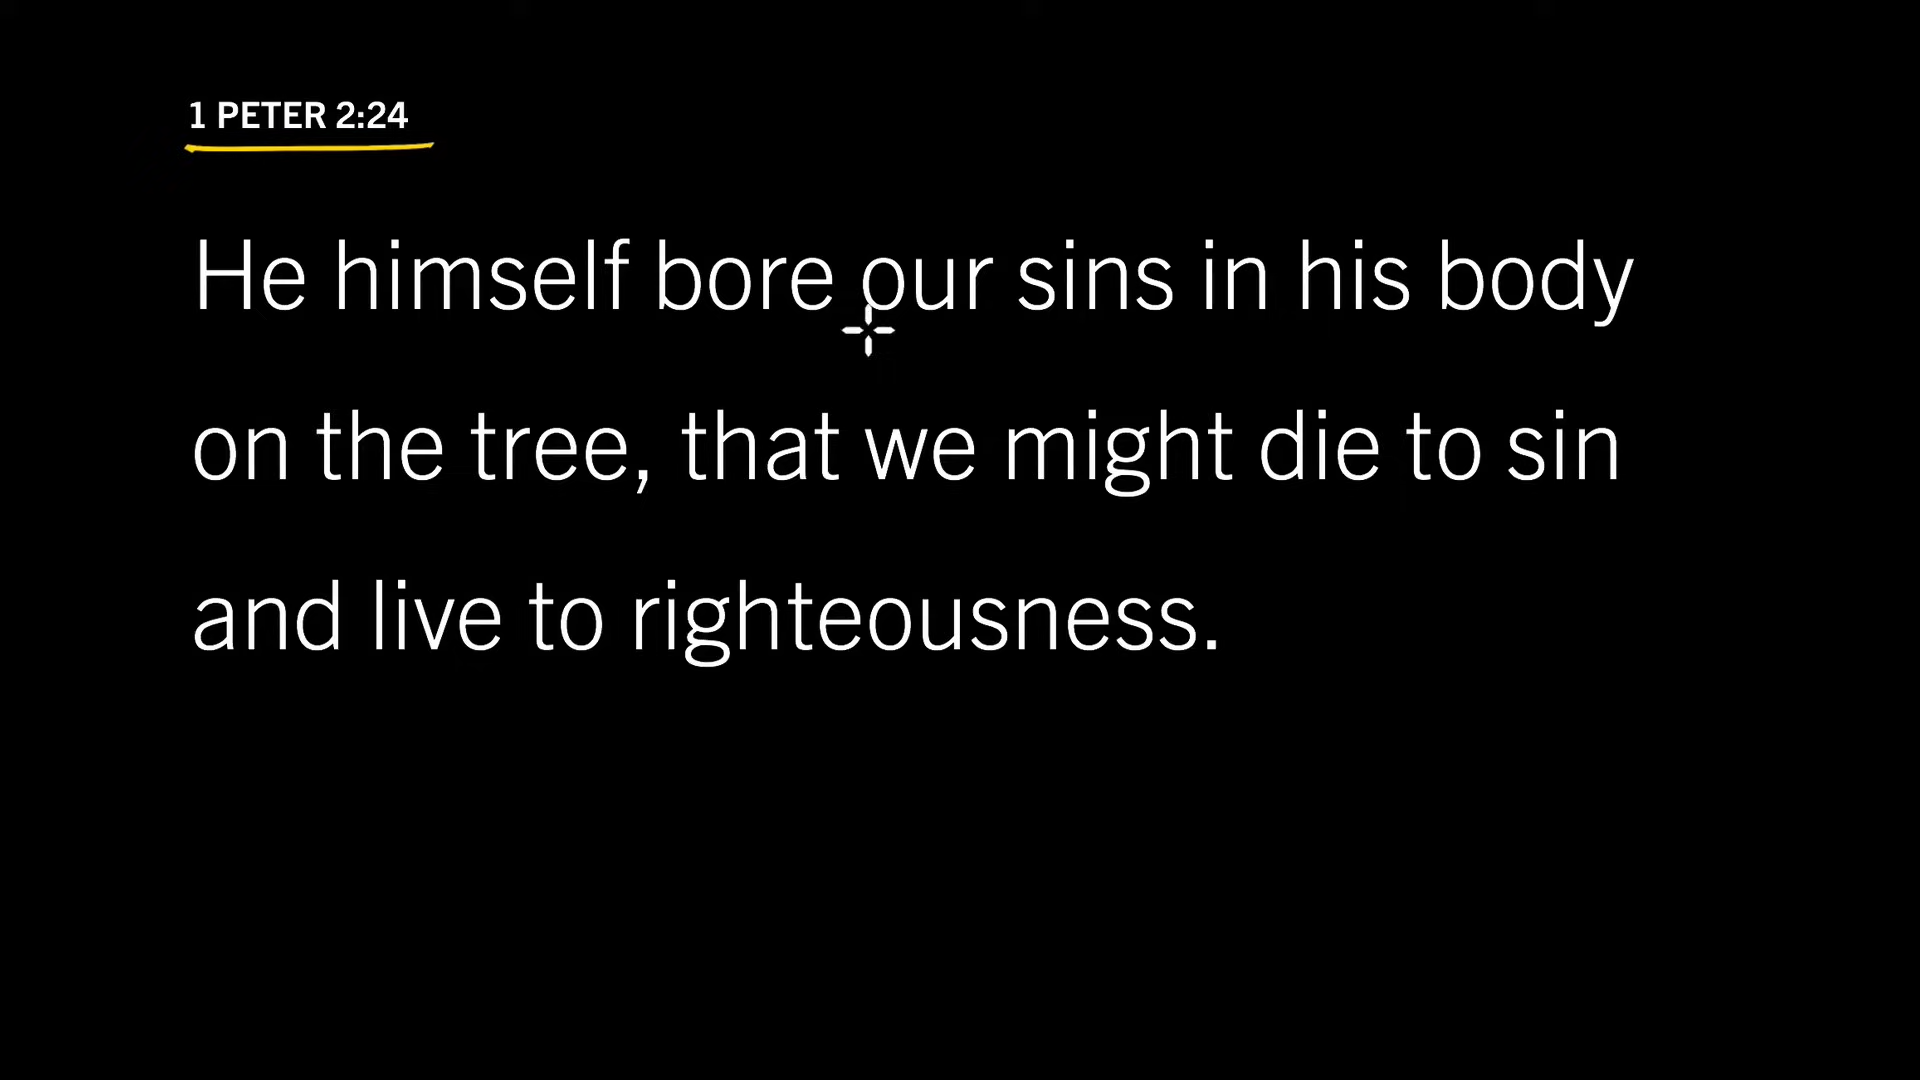 1 PETER 2:24
He himself bore our sins in his body
on the tree, that we might die to sin
and live to righteousness.